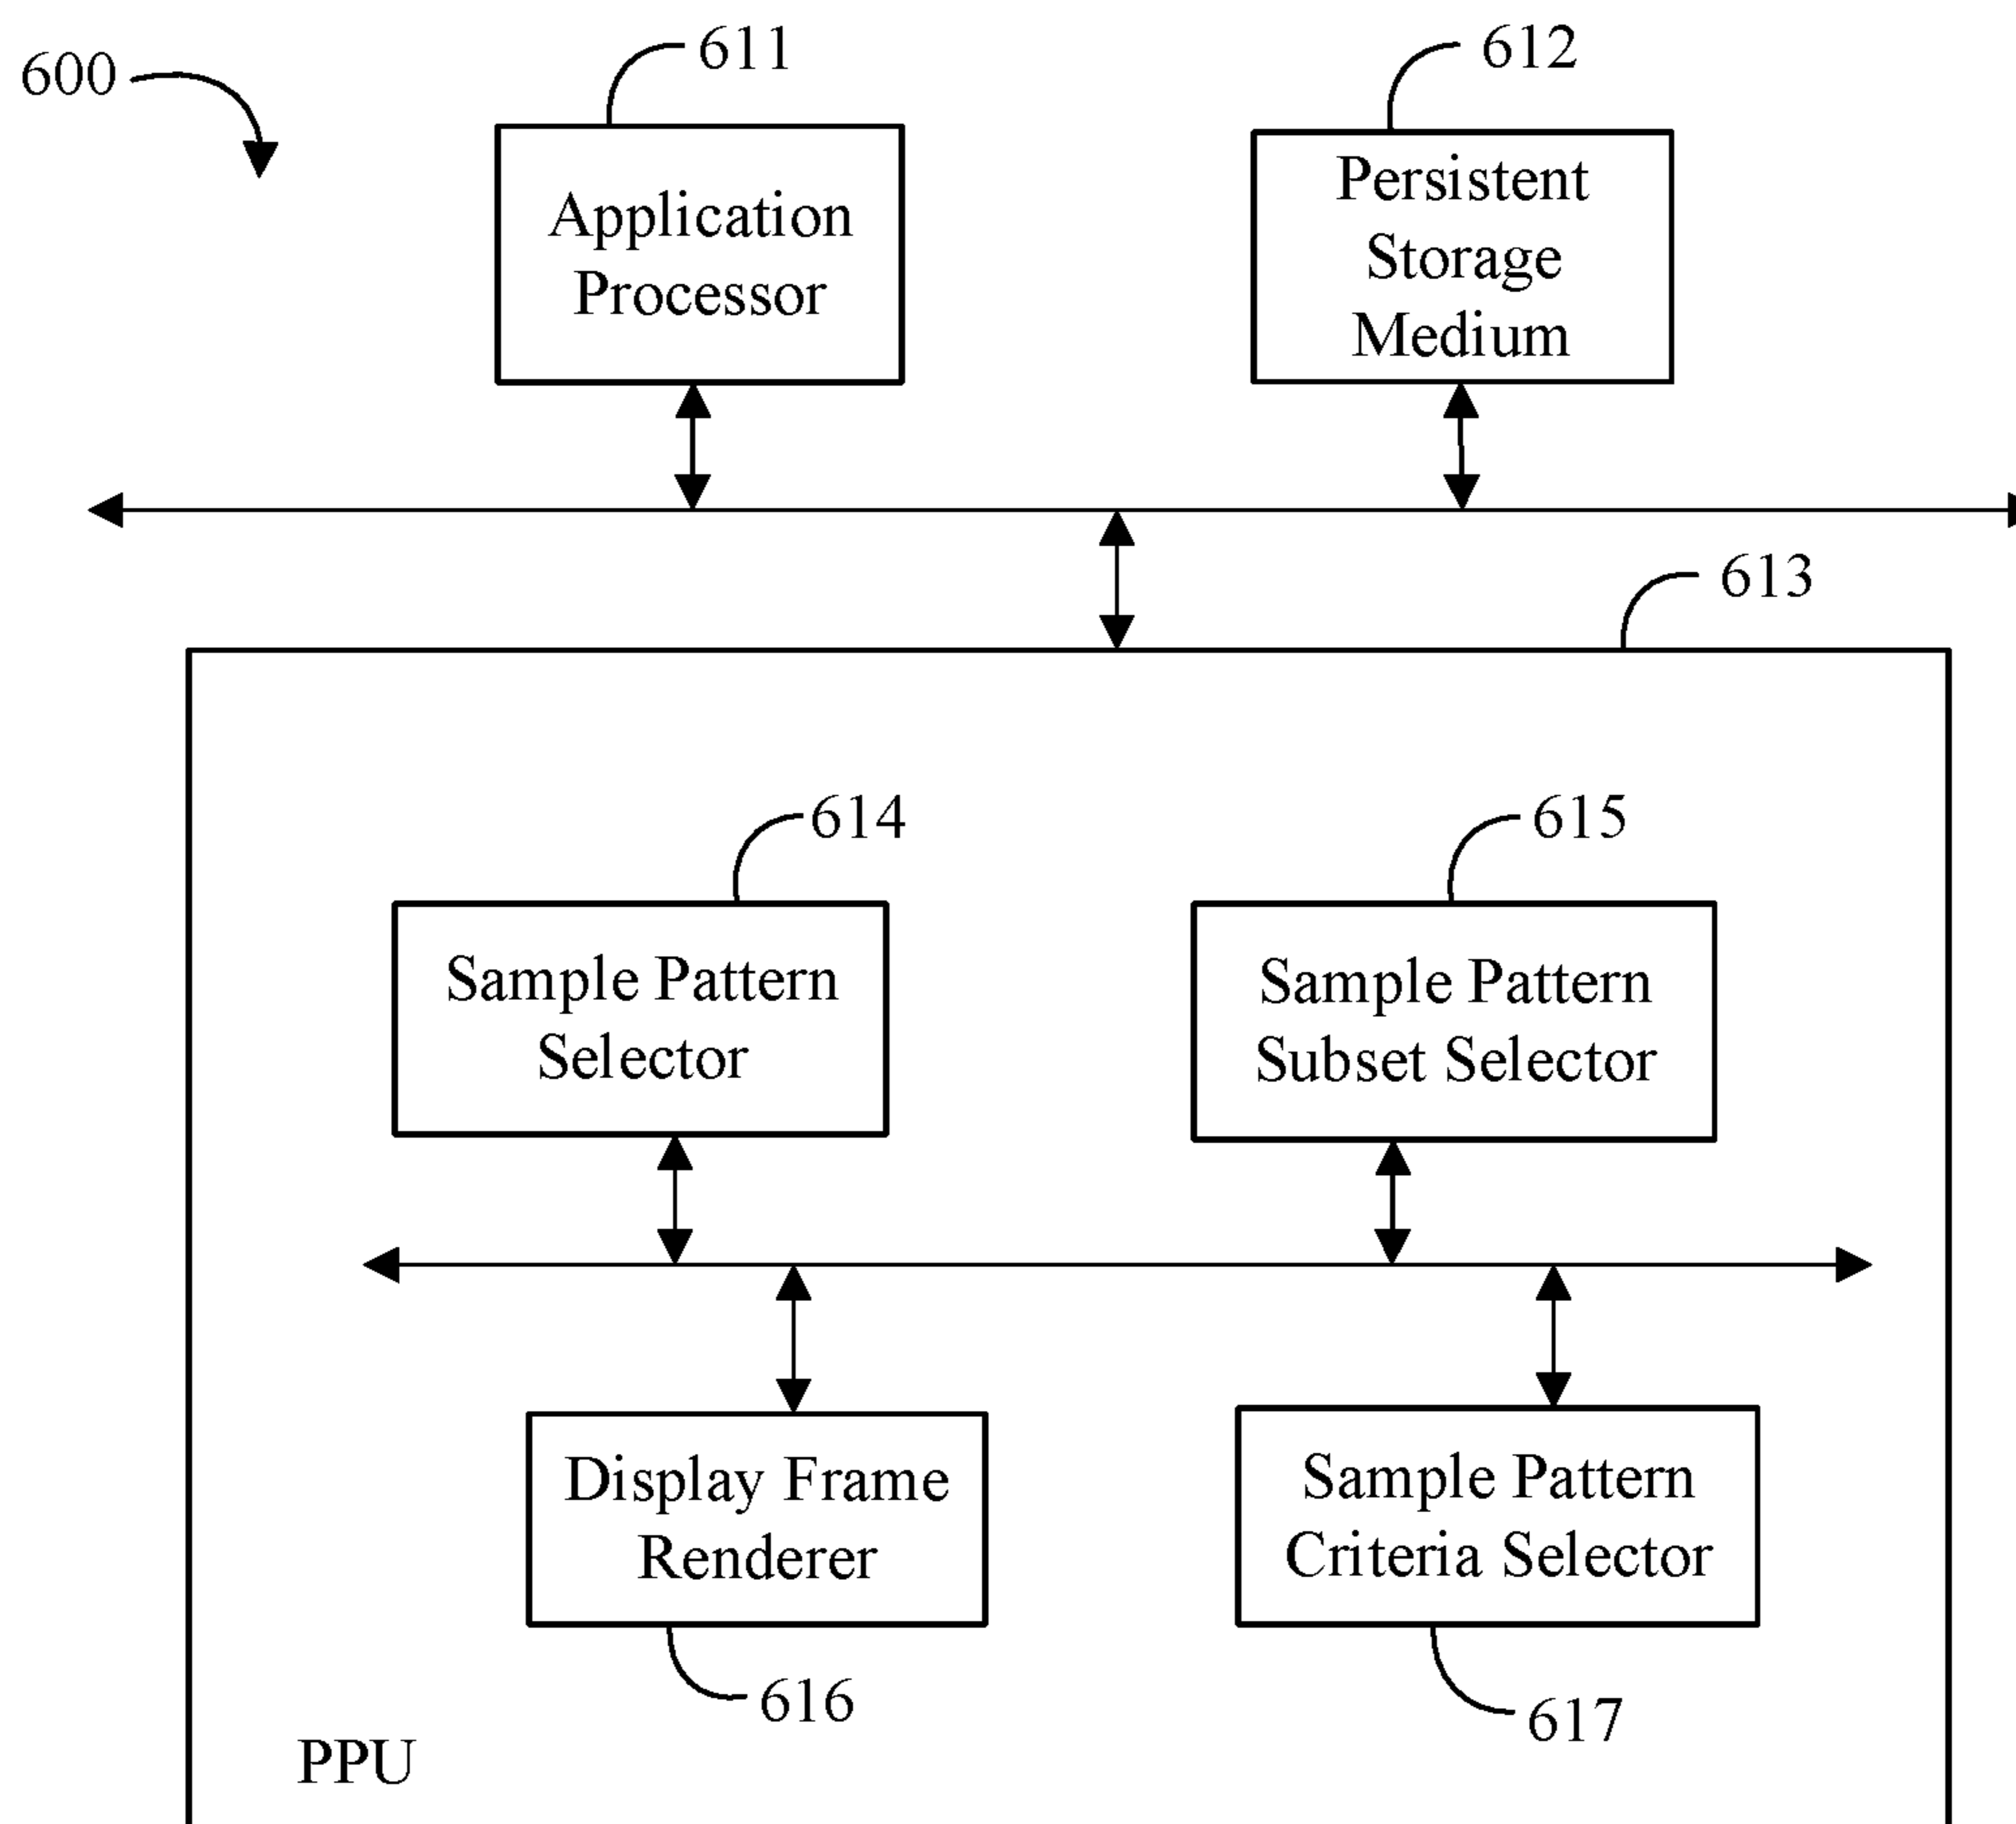 600
611
612
Application
Processor
Persistent
Storage
Medium
613
614
615
Sample Pattern
Selector
Sample Pattern
Subset Selector
Display Frame
Renderer
Sample Pattern
Criteria Selector
616
617
PPU